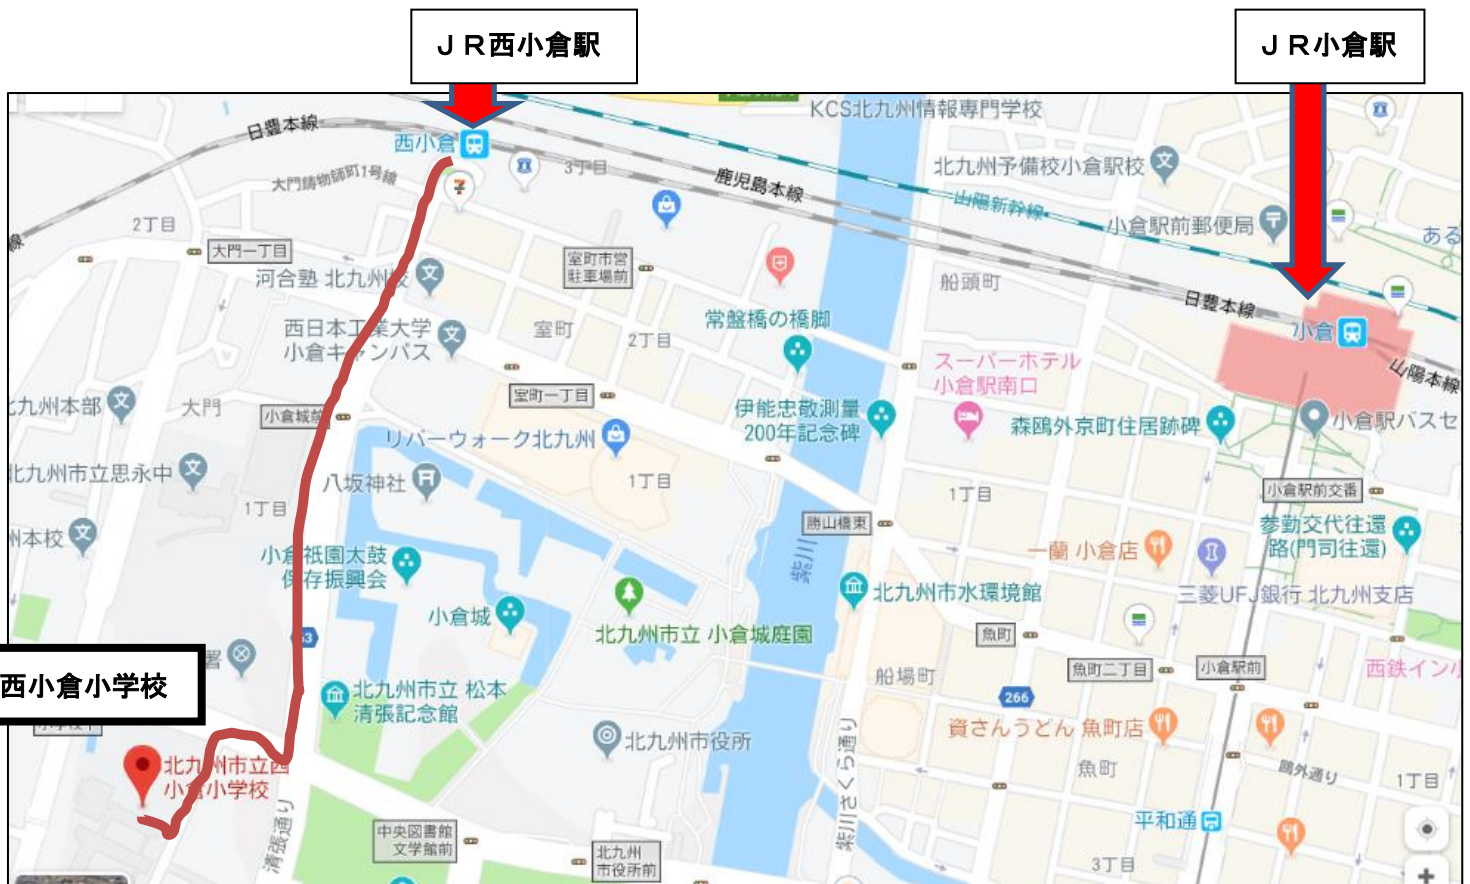 ＪＲ西小倉駅
ＪＲ小倉駅
日豊本線
西小倉
3丁目
KCS北九州情報専門学校
北九州予備校小倉駅校
大門鋳物師町1号線
鹿児島本線
山陽新幹線
小倉駅前郵便局
ある
2丁目
大門一丁目
線
河合塾 北九州校
室町市営
駐車場前
船頭町
日豊本線
西日本工業大学
小倉キャンパス
室町
2丁目
常盤橋の橋脚
小倉
山陽本線
スーパーホテル
小倉駅南口
九州本部
大門
小倉城前
室町一丁目
伊能忠敬測量
200年記念碑
森鴎外京町住居跡碑
小倉駅バスセ
リバーウォーク北九州
北九州市立思永中
八坂神社
1丁目
1丁目
小倉駅前交番
1丁目
州本校
勝山橋東
参勤交代往還
路(門司往還)
小倉祇園太鼓
保存振興会
紫川
一蘭 小倉店
小倉城
北九州市水環境館
三菱UFJ銀行 北九州支店
北九州市立 小倉城庭園
魚町
署
63
船場町
魚町二丁目
小倉駅前
西鉄イン小
西小倉小学校
北九州市立 松本
清張記念館
266
北九州市役所
資さんうどん 魚町店
北九州市立西
小倉小学校
紫川さくら通り
魚町
鴎外通り
1丁目
清張通り
中央図書館
文学館前
北九州
市役所前
平和通
3丁目